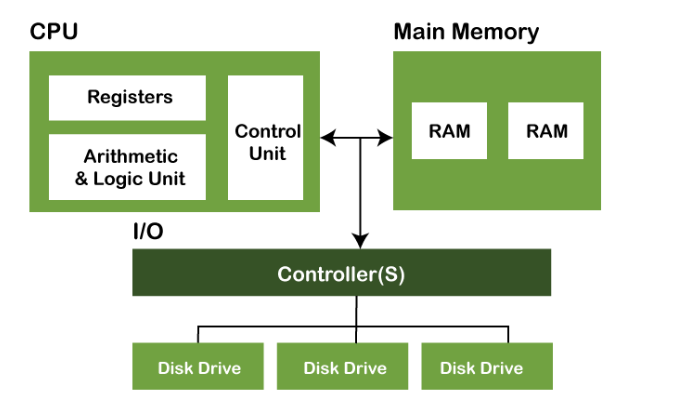 CPU
Main Memory
Registers
Arithmetic
& Logic Unit
Control
Unit
RAM
RAM
I/O
Controller(S)
Disk Drive
Disk Drive
Disk Drive